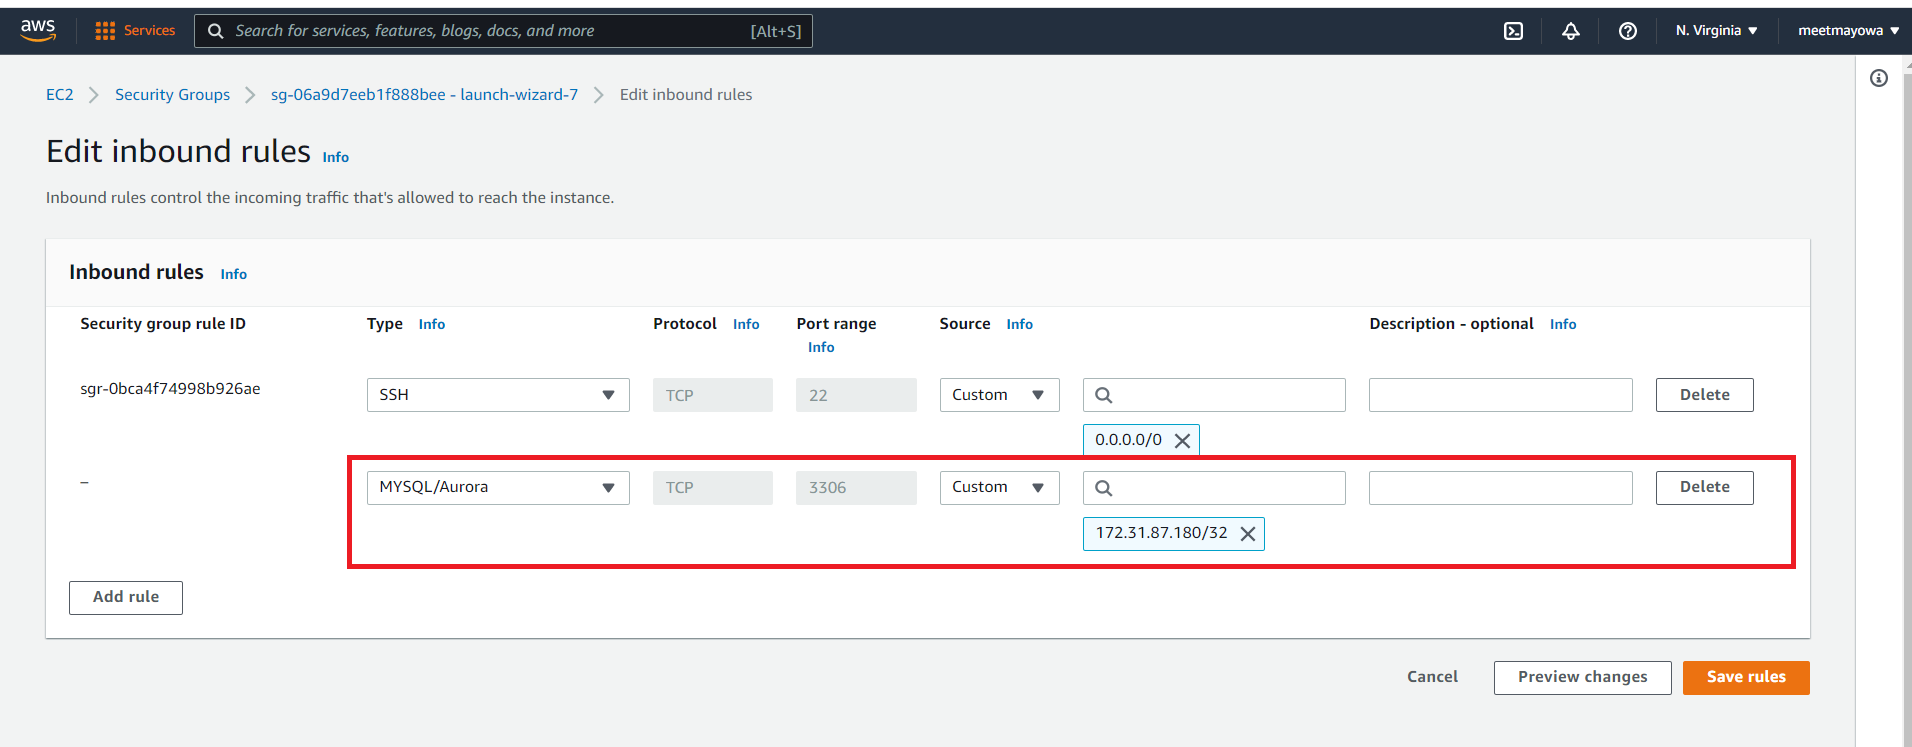 aws Services Search for services, features, blogs, docs, and more [Alt+S] N. Virginia meetmayowa
EC2 Security Groups sg-06a9d7eeb1f888bee - launch-wizard-7 Edit inbound rules
Edit inbound rules Info
Inbound rules control the incoming traffic that's allowed to reach the instance.
Inbound rules Info
Security group rule ID Type Info Protocol Info Port range Source Info Description - optional Info
Info
sgr-0bca4f74998b926ae SSH TCP 22 Custom Delete
0.0.0.0/0
– MYSQL/Aurora TCP 3306 Custom Delete
172.31.87.180/32
Add rule
Cancel Preview changes Save rules